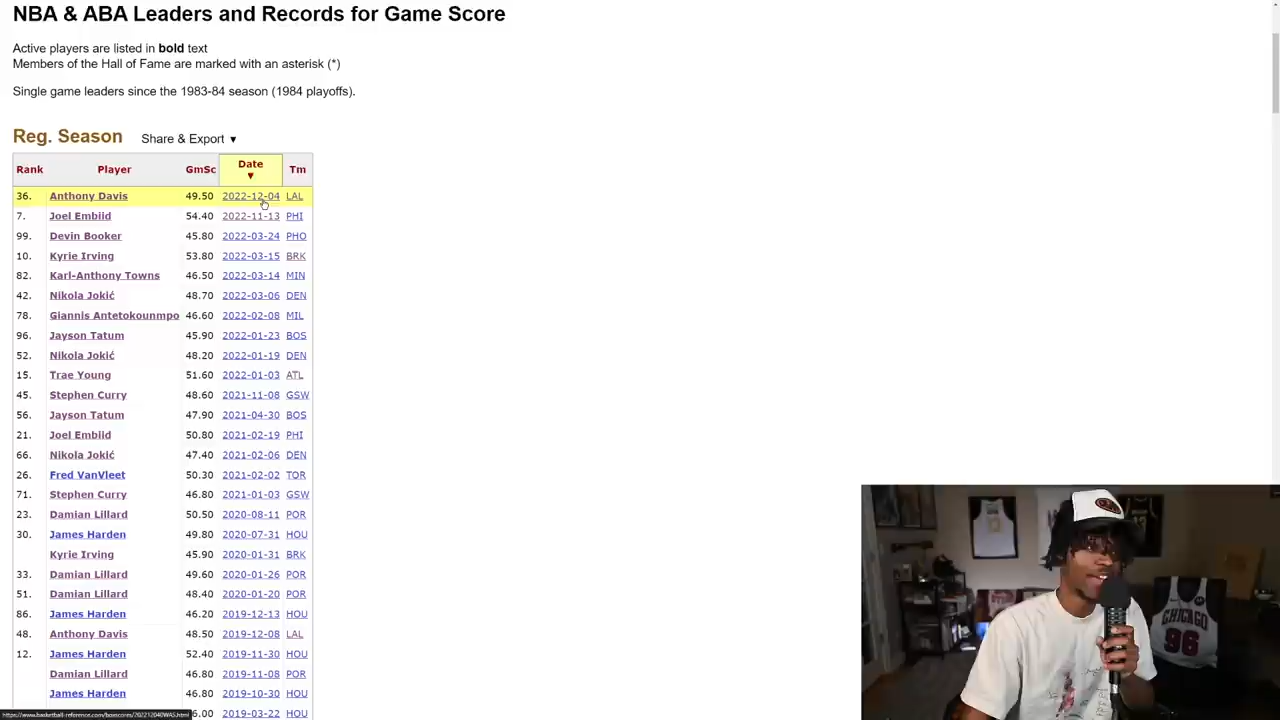 NBA & ABA Leaders and Records for Game Score
Active players are listed in bold text
Members of the Hall of Fame are marked with an asterisk (*)
Single game leaders since the 1983-84 season (1984 playoffs).
Reg. Season Share & Export ▼
Rank Player GmSc Date ▼ Tm
36. Anthony Davis 49.50 2022-12-04 LAL
7. Joel Embiid 54.40 2022-11-13 PHI
99. Devin Booker 45.80 2022-03-24 PHO
10. Kyrie Irving 53.80 2022-03-15 BRK
82. Karl-Anthony Towns 46.50 2022-03-14 MIN
42. Nikola Jokić 48.70 2022-03-06 DEN
78. Giannis Antetokounmpo 46.60 2022-02-08 MIL
96. Jayson Tatum 45.90 2022-01-23 BOS
52. Nikola Jokić 48.20 2022-01-19 DEN
15. Trae Young 51.60 2022-01-03 ATL
45. Stephen Curry 48.60 2021-11-08 GSW
56. Jayson Tatum 47.90 2021-04-30 BOS
21. Joel Embiid 50.80 2021-02-19 PHI
66. Nikola Jokić 47.40 2021-02-06 DEN
26. Fred VanVleet 50.30 2021-02-02 TOR
71. Stephen Curry 46.80 2021-01-03 GSW
23. Damian Lillard 50.50 2020-08-11 POR
30. James Harden 49.80 2020-07-31 HOU
Kyrie Irving 45.90 2020-01-31 BRK
33. Damian Lillard 49.60 2020-01-26 POR
51. Damian Lillard 48.40 2020-01-20 POR
86. James Harden 46.20 2019-12-13 HOU
48. Anthony Davis 48.50 2019-12-08 LAL
12. James Harden 52.40 2019-11-30 HOU
Damian Lillard 46.80 2019-11-08 POR
James Harden 46.80 2019-10-30 HOU
6.00 2019-03-22 HOU
https://www.basketball-reference.com/boxscores/202212040WAS.html
CHICAGO
96